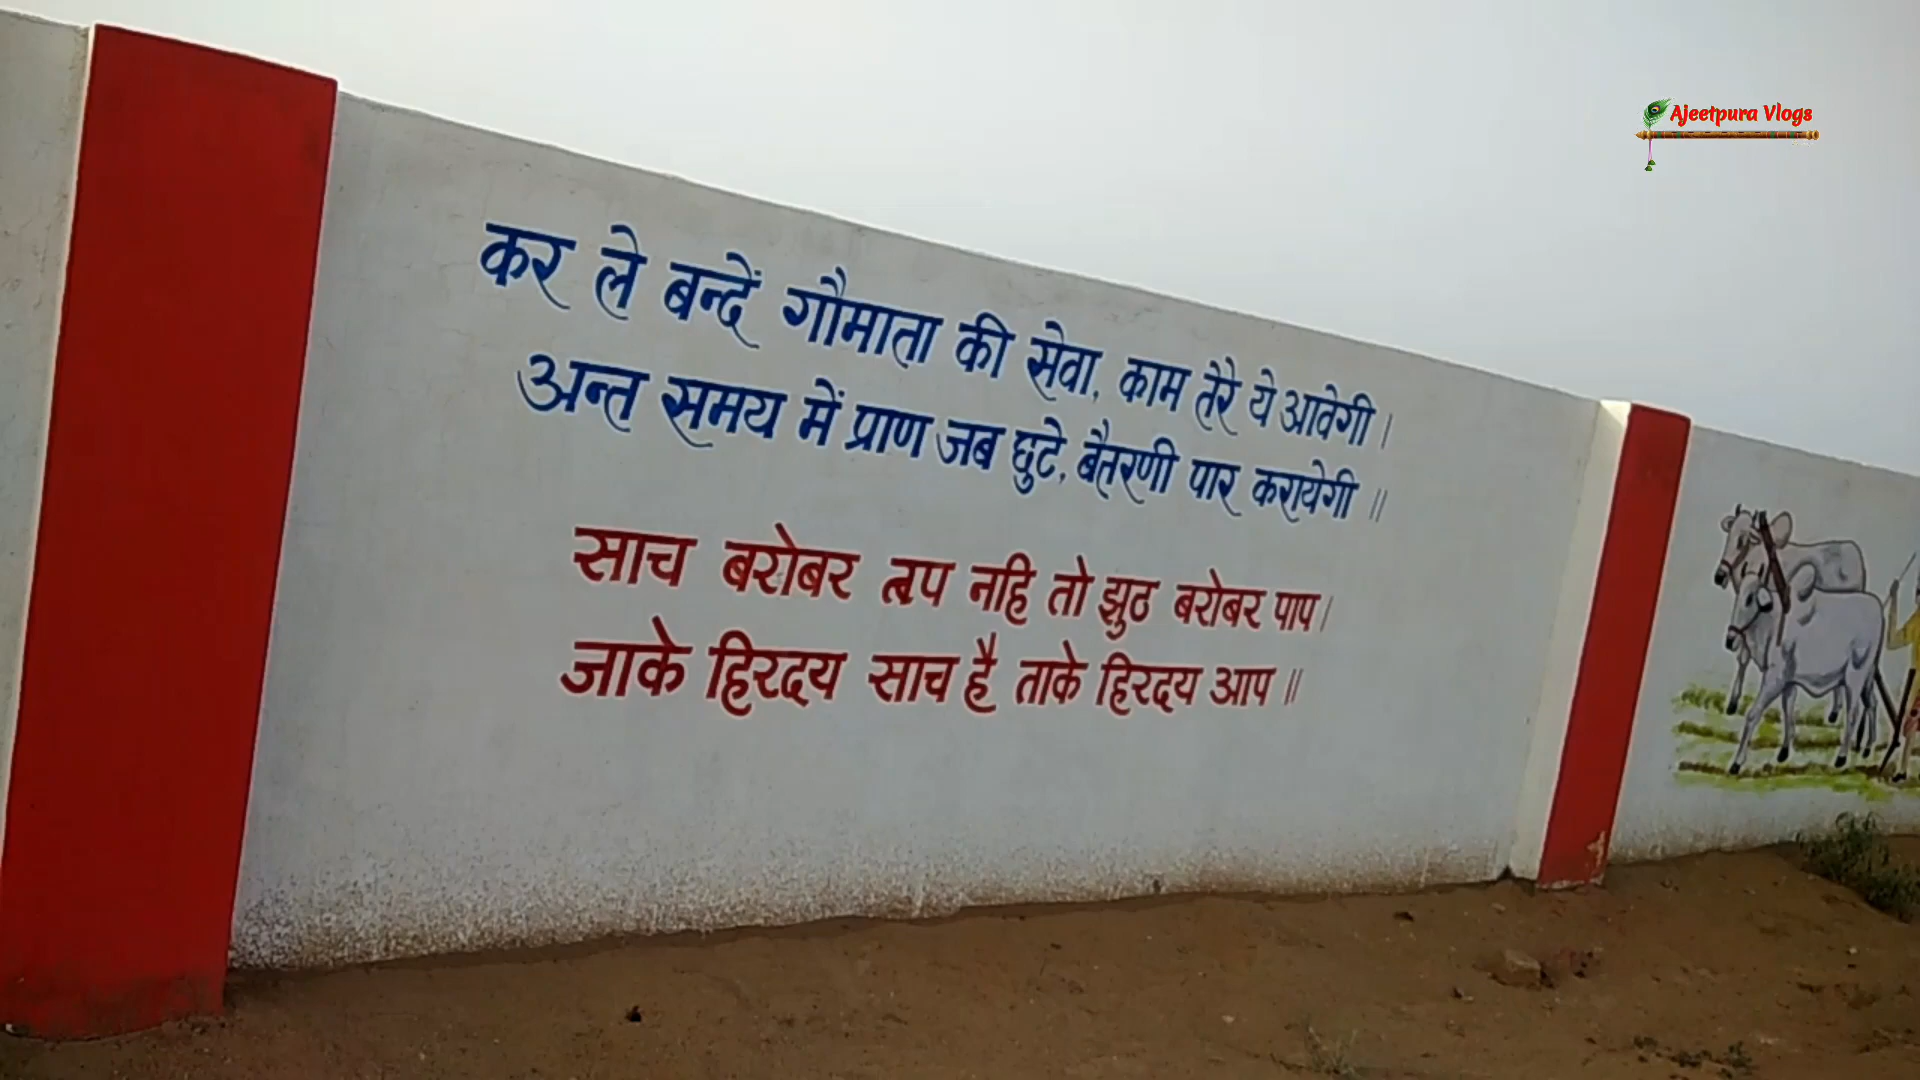 Ajeetpura Vlogs
कर ले बन्दें गौमाता की सेवा, काम तेरे ये आवेगी।
अन्त समय में प्राण जब छुटे, बैतरणी पार करायेगी ॥
साच बरोबर तप नहि तो झुठ बरोबर पाप।
जाके हिरदय साच है ताके हिरदय आप ॥